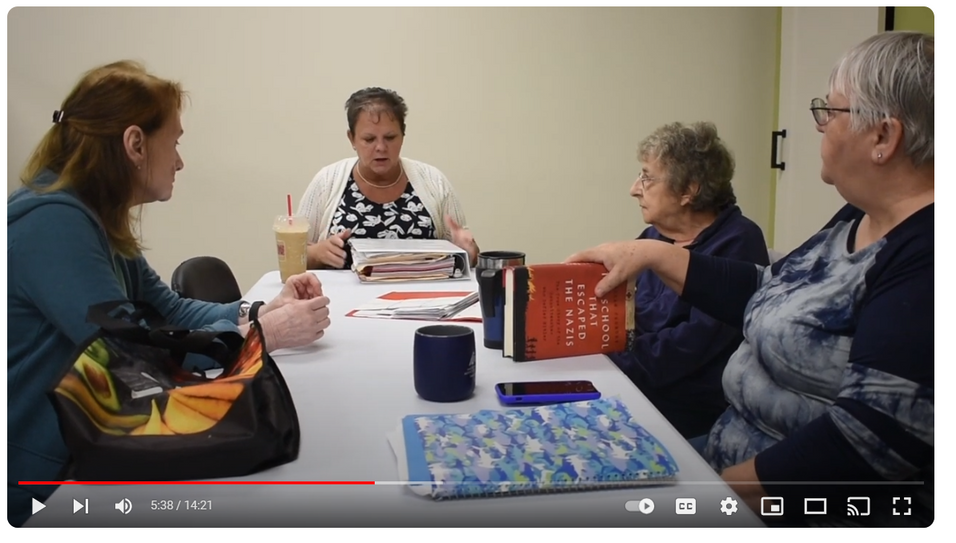 SCHOOL
THAT
ESCAPED
THE NAZIS
5:38 / 14:21
CC